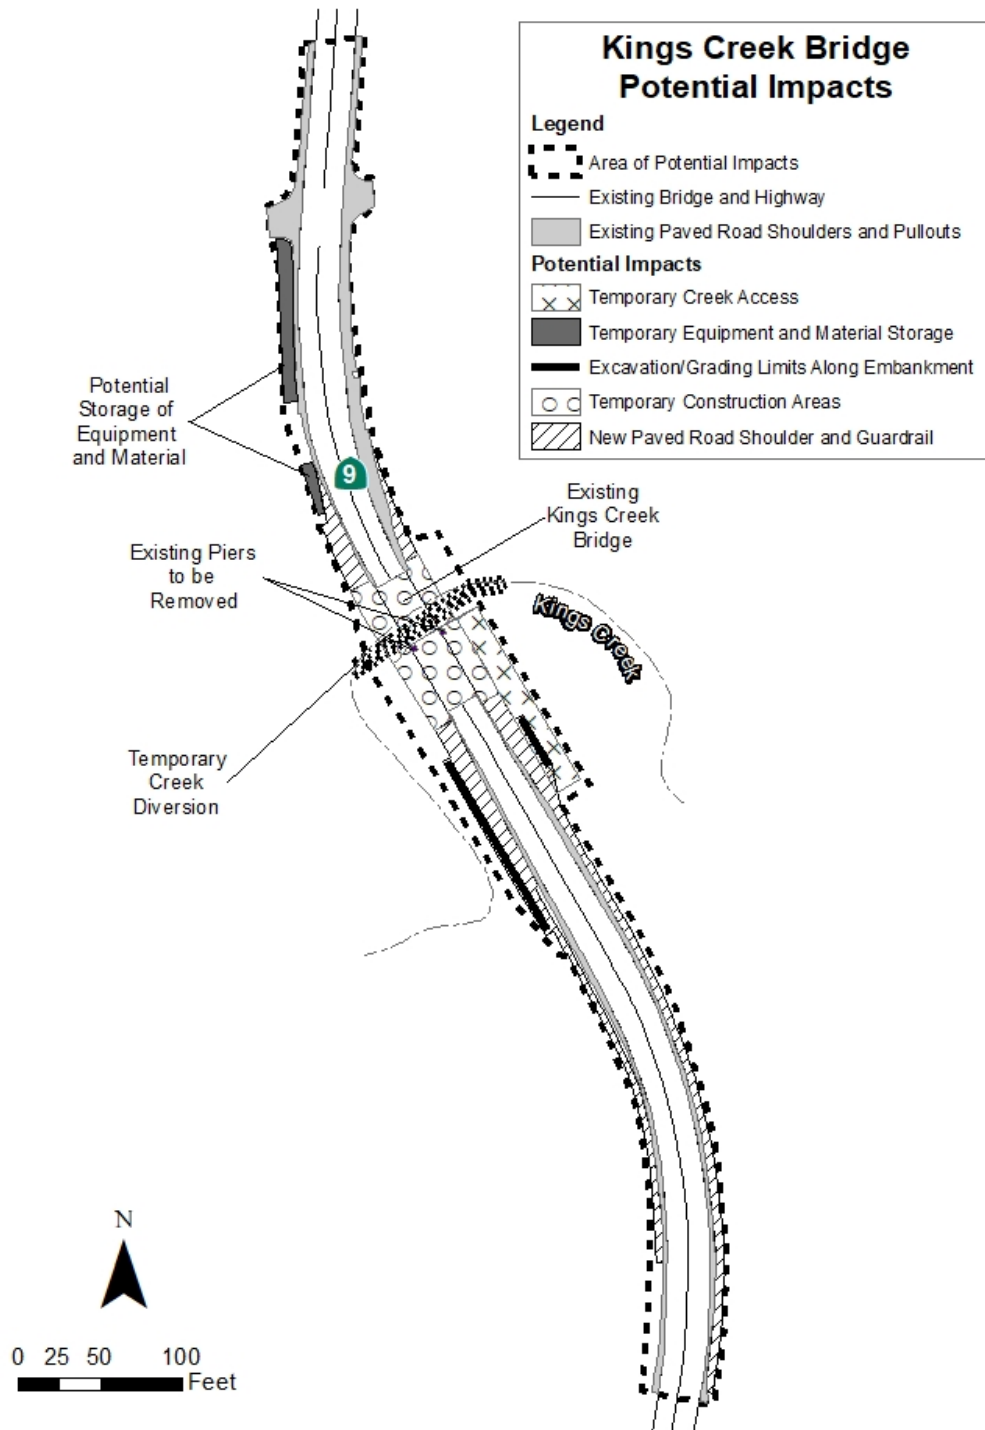 Kings Creek Bridge
Potential Impacts
Legend
Area of Potential Impacts
Existing Bridge and Highway
Existing Paved Road Shoulders and Pullouts
Potential Impacts
Temporary Creek Access
Temporary Equipment and Material Storage
Excavation/Grading Limits Along Embankment
Temporary Construction Areas
New Paved Road Shoulder and Guardrail
Potential
Storage of
Equipment
and Material
9
Existing
Kings Creek
Bridge
Existing Piers
to be
Removed
Kings Creek
Temporary
Creek
Diversion
N
0 25 50 100
Feet